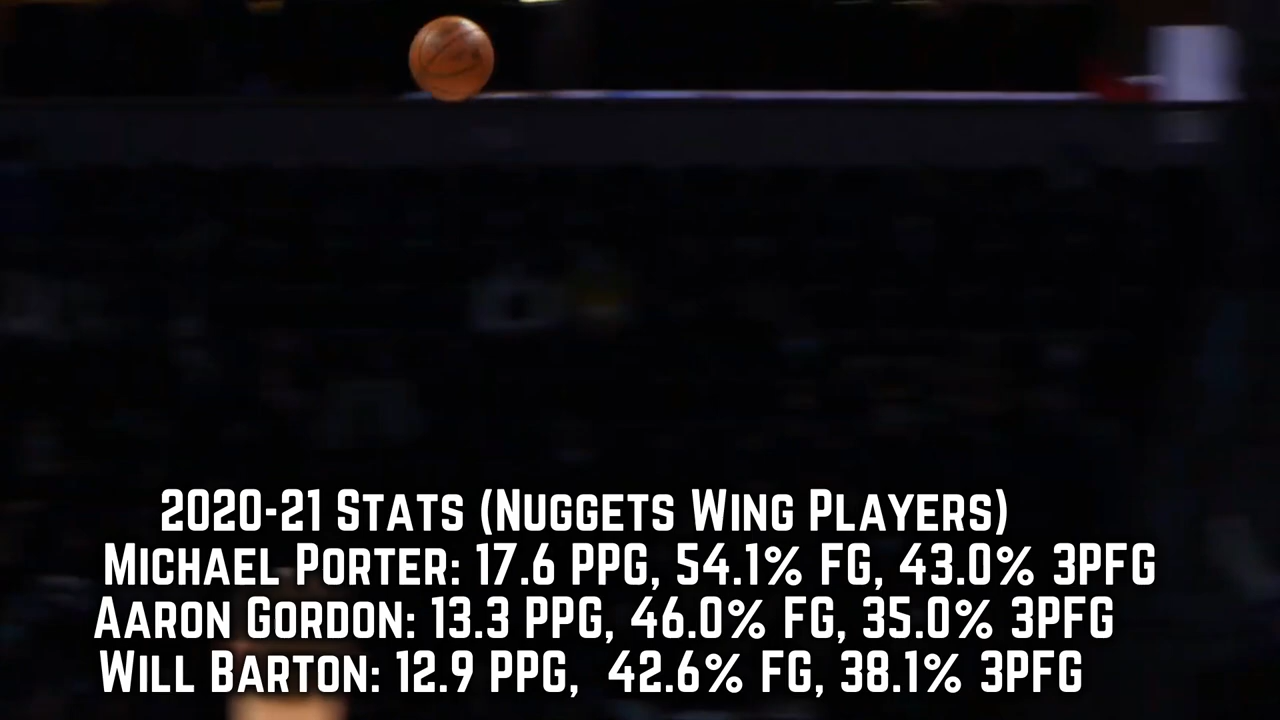 2020-21 Stats (Nuggets Wing Players)
Michael Porter: 17.6 PPG, 54.1% FG, 43.0% 3PFG
Aaron Gordon: 13.3 PPG, 46.0% FG, 35.0% 3PFG
Will Barton: 12.9 PPG, 42.6% FG, 38.1% 3PFG